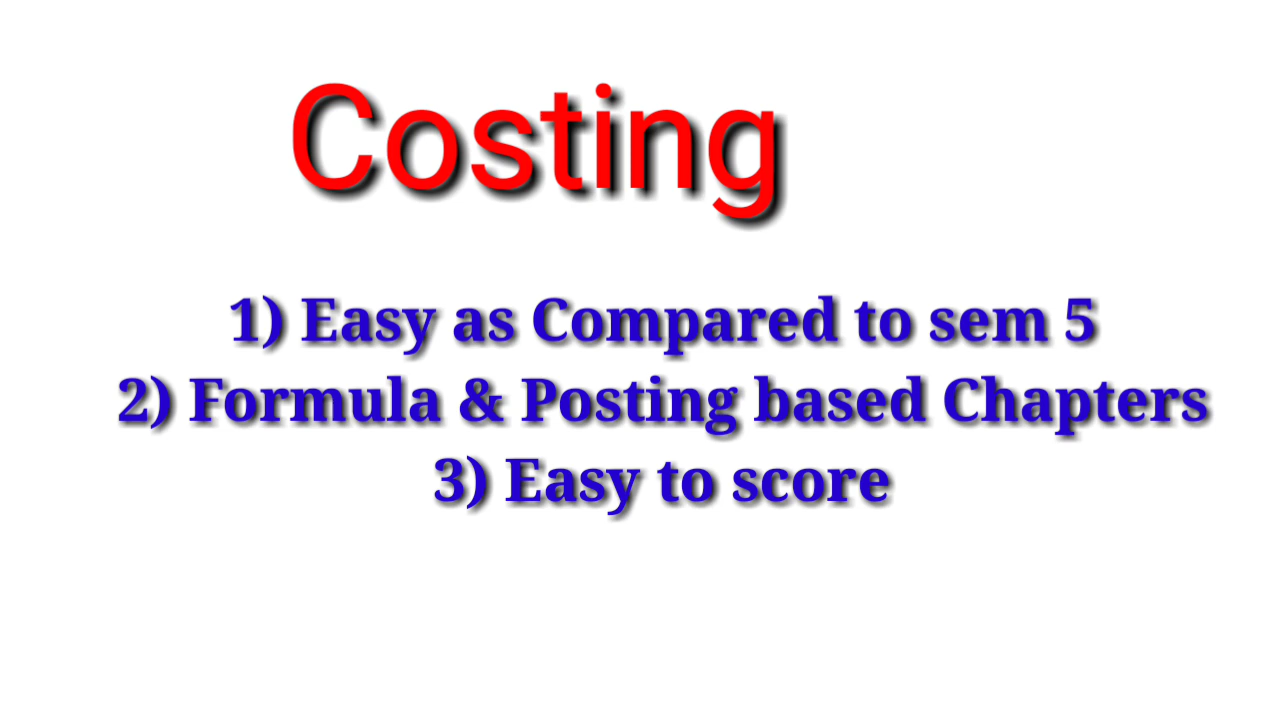 Costing
1) Easy as Compared to sem 5
2) Formula & Posting based Chapters
3) Easy to score